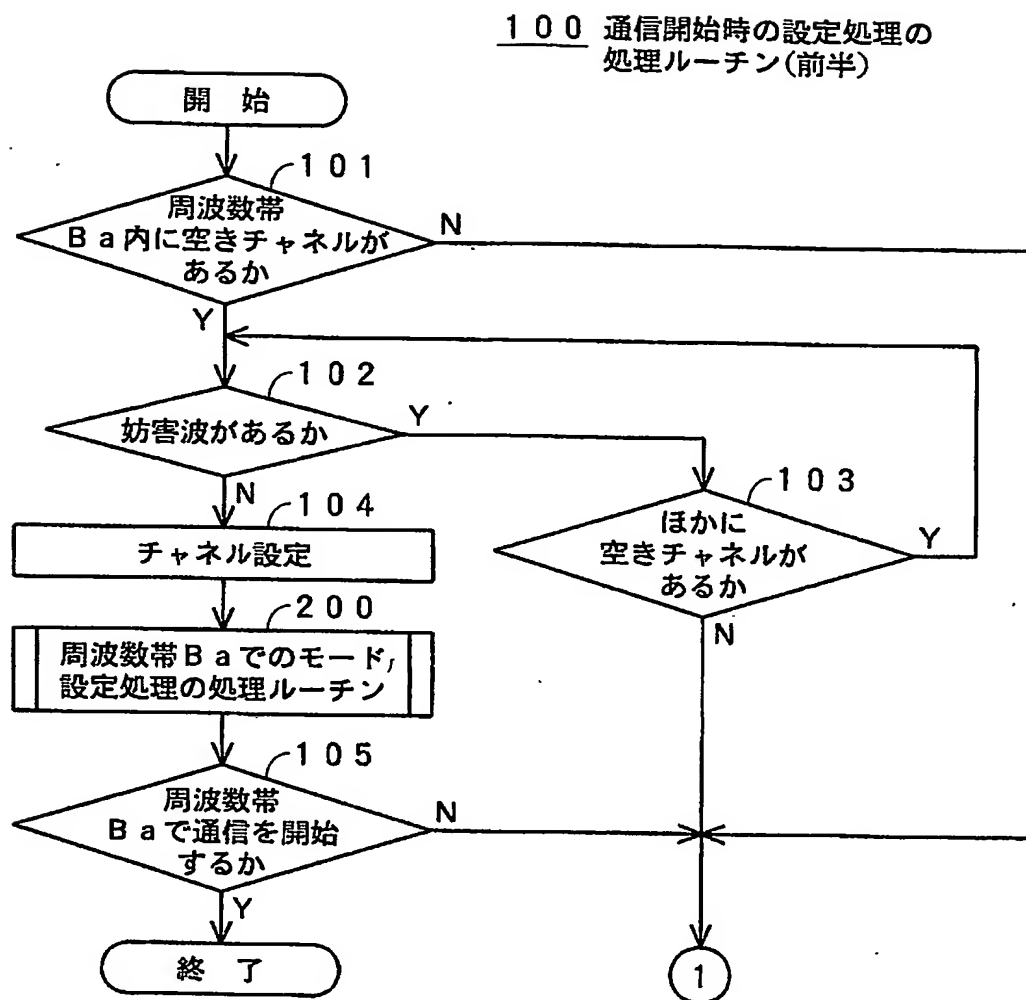 １００ 通信開始時の設定処理の
処理ルーチン(前半)
開 始
１０１
周波数帯
Ｂａ内に空きチャネルが
あるか
N
Y
１０２
妨害波があるか
Y
N
１０３
ほかに
空きチャネルが
あるか
Y
N
１０４
チャネル設定
２００
周波数帯Ｂａでのモード,
設定処理の処理ルーチン
１０５
周波数帯
Ｂａで通信を開始
するか
N
Y
終 了
1